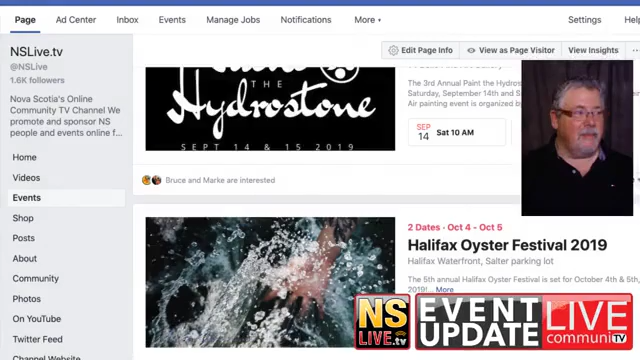 Page Ad Center Inbox Events Manage Jobs Notifications More Settings
NSLive.tv
@NSLive
1.6K followers
Nova Scotia's Online
Community TV Channel We
promote and sponsor NS
people and events online f...
Home
Videos
Events
Shop
Posts
About
Community
Photos
On YouTube
Twitter Feed
Channel Website
Edit Page Info View as Page Visitor View Insights ...
THE
Hydrostone
SEPT 14 & 15 2019
The 3rd Annual Paint the Hydros
Saturday, September 14th and S
Air painting event is organized b
SEP
14
Sat 10 AM
Bruce and Marke are interested
2 Dates · Oct 4 - Oct 5
Halifax Oyster Festival 2019
Halifax Waterfront, Salter parking lot
The 5th annual Halifax Oyster Festival is set for October 4th & 5th,
2019!... More
NS
LIVE.tv
EVENT
UPDATE
LIVE
communiTV